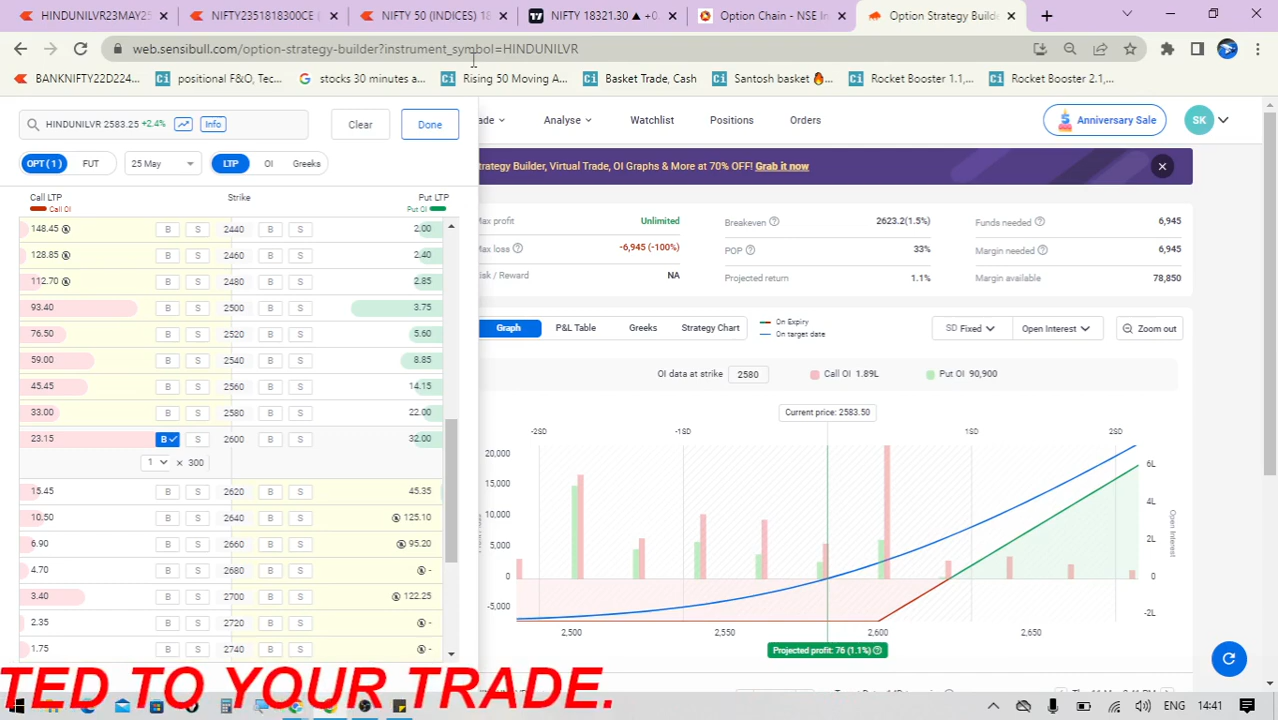 HINDUNILVR MAY25
NIFTY2351818300CE (
NIFTY 50 (INDICES) 18
NIFTY 18321.30 ▲ +0.
Option Chain - NSE In
Option Strategy Builde
web.sensibull.com/option-strategy-builder?instrument_symbol=HINDUNILVR
BANKNIFTY22D224...
positional F&O, Tec...
stocks 30 minutes a...
Rising 50 Moving A...
Basket Trade, Cash
Santosh basket 🔥...
Rocket Booster 1.1,...
Rocket Booster 2.1,...
HINDUNILVR 2583.25 +2.4% Info
Clear
Done
ade
Analyse
Watchlist
Positions
Orders
Anniversary Sale
SK
OPT (1)
FUT
25 May
LTP
OI
Greeks
trategy Builder, Virtual Trade, OI Graphs & More at 70% OFF! Grab it now
Call LTP
Strike
Put LTP
Call OI
Put OI
148.45 B S 2440 B S 2.00
128.85 B S 2460 B S 2.40
112.70 B S 2480 B S 2.85
93.40 B S 2500 B S 3.75
76.50 B S 2520 B S 5.60
59.00 B S 2540 B S 8.85
45.45 B S 2560 B S 14.15
33.00 B S 2580 B S 22.00
23.15 B S 2600 B S 32.00
1 × 300
15.45 B S 2620 B S 45.35
10.50 B S 2640 B S 125.10
6.90 B S 2660 B S 95.20
4.70 B S 2680 B S -
3.40 B S 2700 B S 122.25
2.35 B S 2720 B S -
1.75 B S 2740 B S -
Max profit Unlimited
Max loss -6,945 (-100%)
Risk / Reward NA
Breakeven 2623.2(1.5%)
POP 33%
Projected return 1.1%
Funds needed 6,945
Margin needed 6,945
Margin available 78,850
Graph
P&L Table
Greeks
Strategy Chart
On Expiry
On target date
SD Fixed
Open Interest
Zoom out
OI data at strike 2580
Call OI 1.89L
Put OI 90,900
Current price: 2583.50
-2SD -1SD 1SD 2SD
20,000
15,000
10,000
5,000
0
-5,000
6L
4L
2L
0
-2L
Open Interest
2,500 2,550 2,600 2,650
Projected profit: 76 (1.1%)
TED TO YOUR TRADE.
ENG
14:41